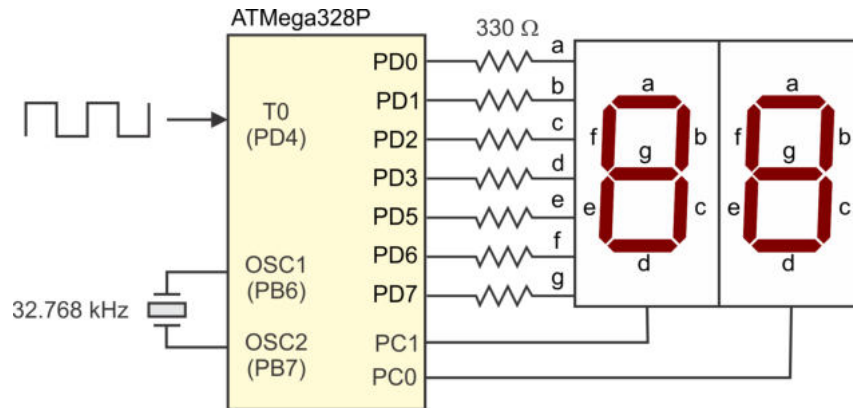 ATMega328P
330 Ω
PD0
a
PD1
b
PD2
c
PD3
d
PD5
e
PD6
f
PD7
g
PC1
PC0
T0
(PD4)
OSC1
(PB6)
32.768 kHz
OSC2
(PB7)
a
f
b
g
e
c
d
a
f
b
g
e
c
d